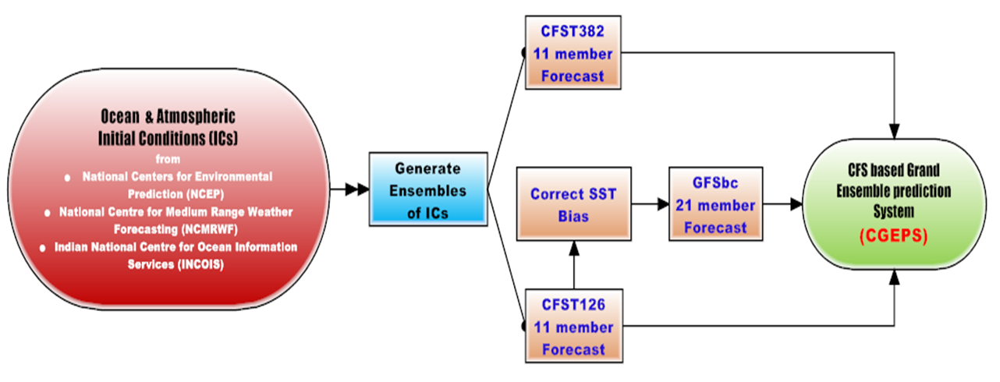 Ocean & Atmospheric
Initial Conditions (ICs)
from
● National Centers for Environmental
Prediction (NCEP)
● National Centre for Medium Range Weather
Forecasting (NCMRWF)
● Indian National Centre for Ocean Information
Services (INCOIS)
Generate
Ensembles
of ICs
CFST382
11 member
Forecast
Correct SST
Bias
GFSbc
21 member
Forecast
CFST126
11 member
Forecast
CFS based Grand
Ensemble prediction
System
(CGEPS)